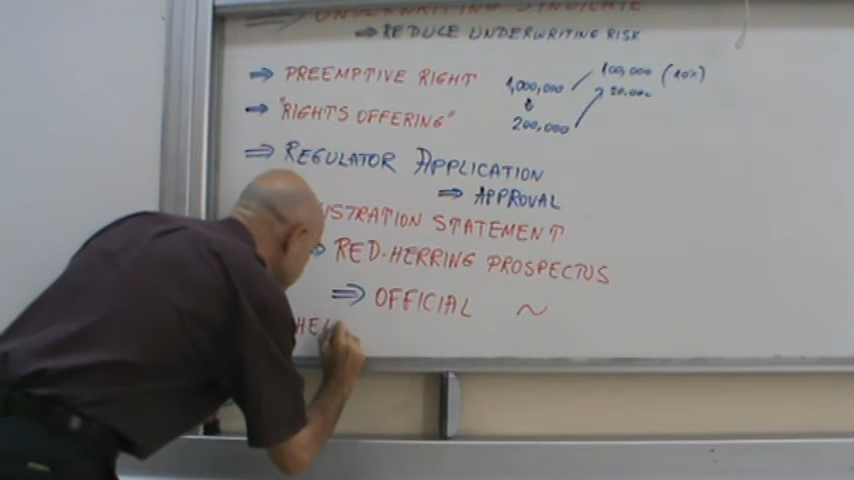 ⇒ UNDERWRITING SYNDICATE
⇒ REDUCE UNDERWRITING RISK
⇒ PREEMPTIVE RIGHT
1,000,000 100,000 (10%)
⇒ "RIGHTS OFFERING"
200,000 20.000
⇒ REGULATOR APPLICATION
⇒ APPROVAL
ISTRATION STATEMENT
⇒ RED-HERRING PROSPECTUS
⇒ OFFICIAL ~
HEL